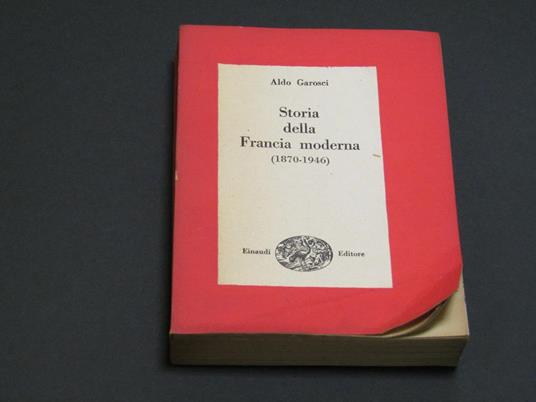 Aldo Garosci
Storia
della
Francia moderna
(1870-1946)
Einaudi Editore